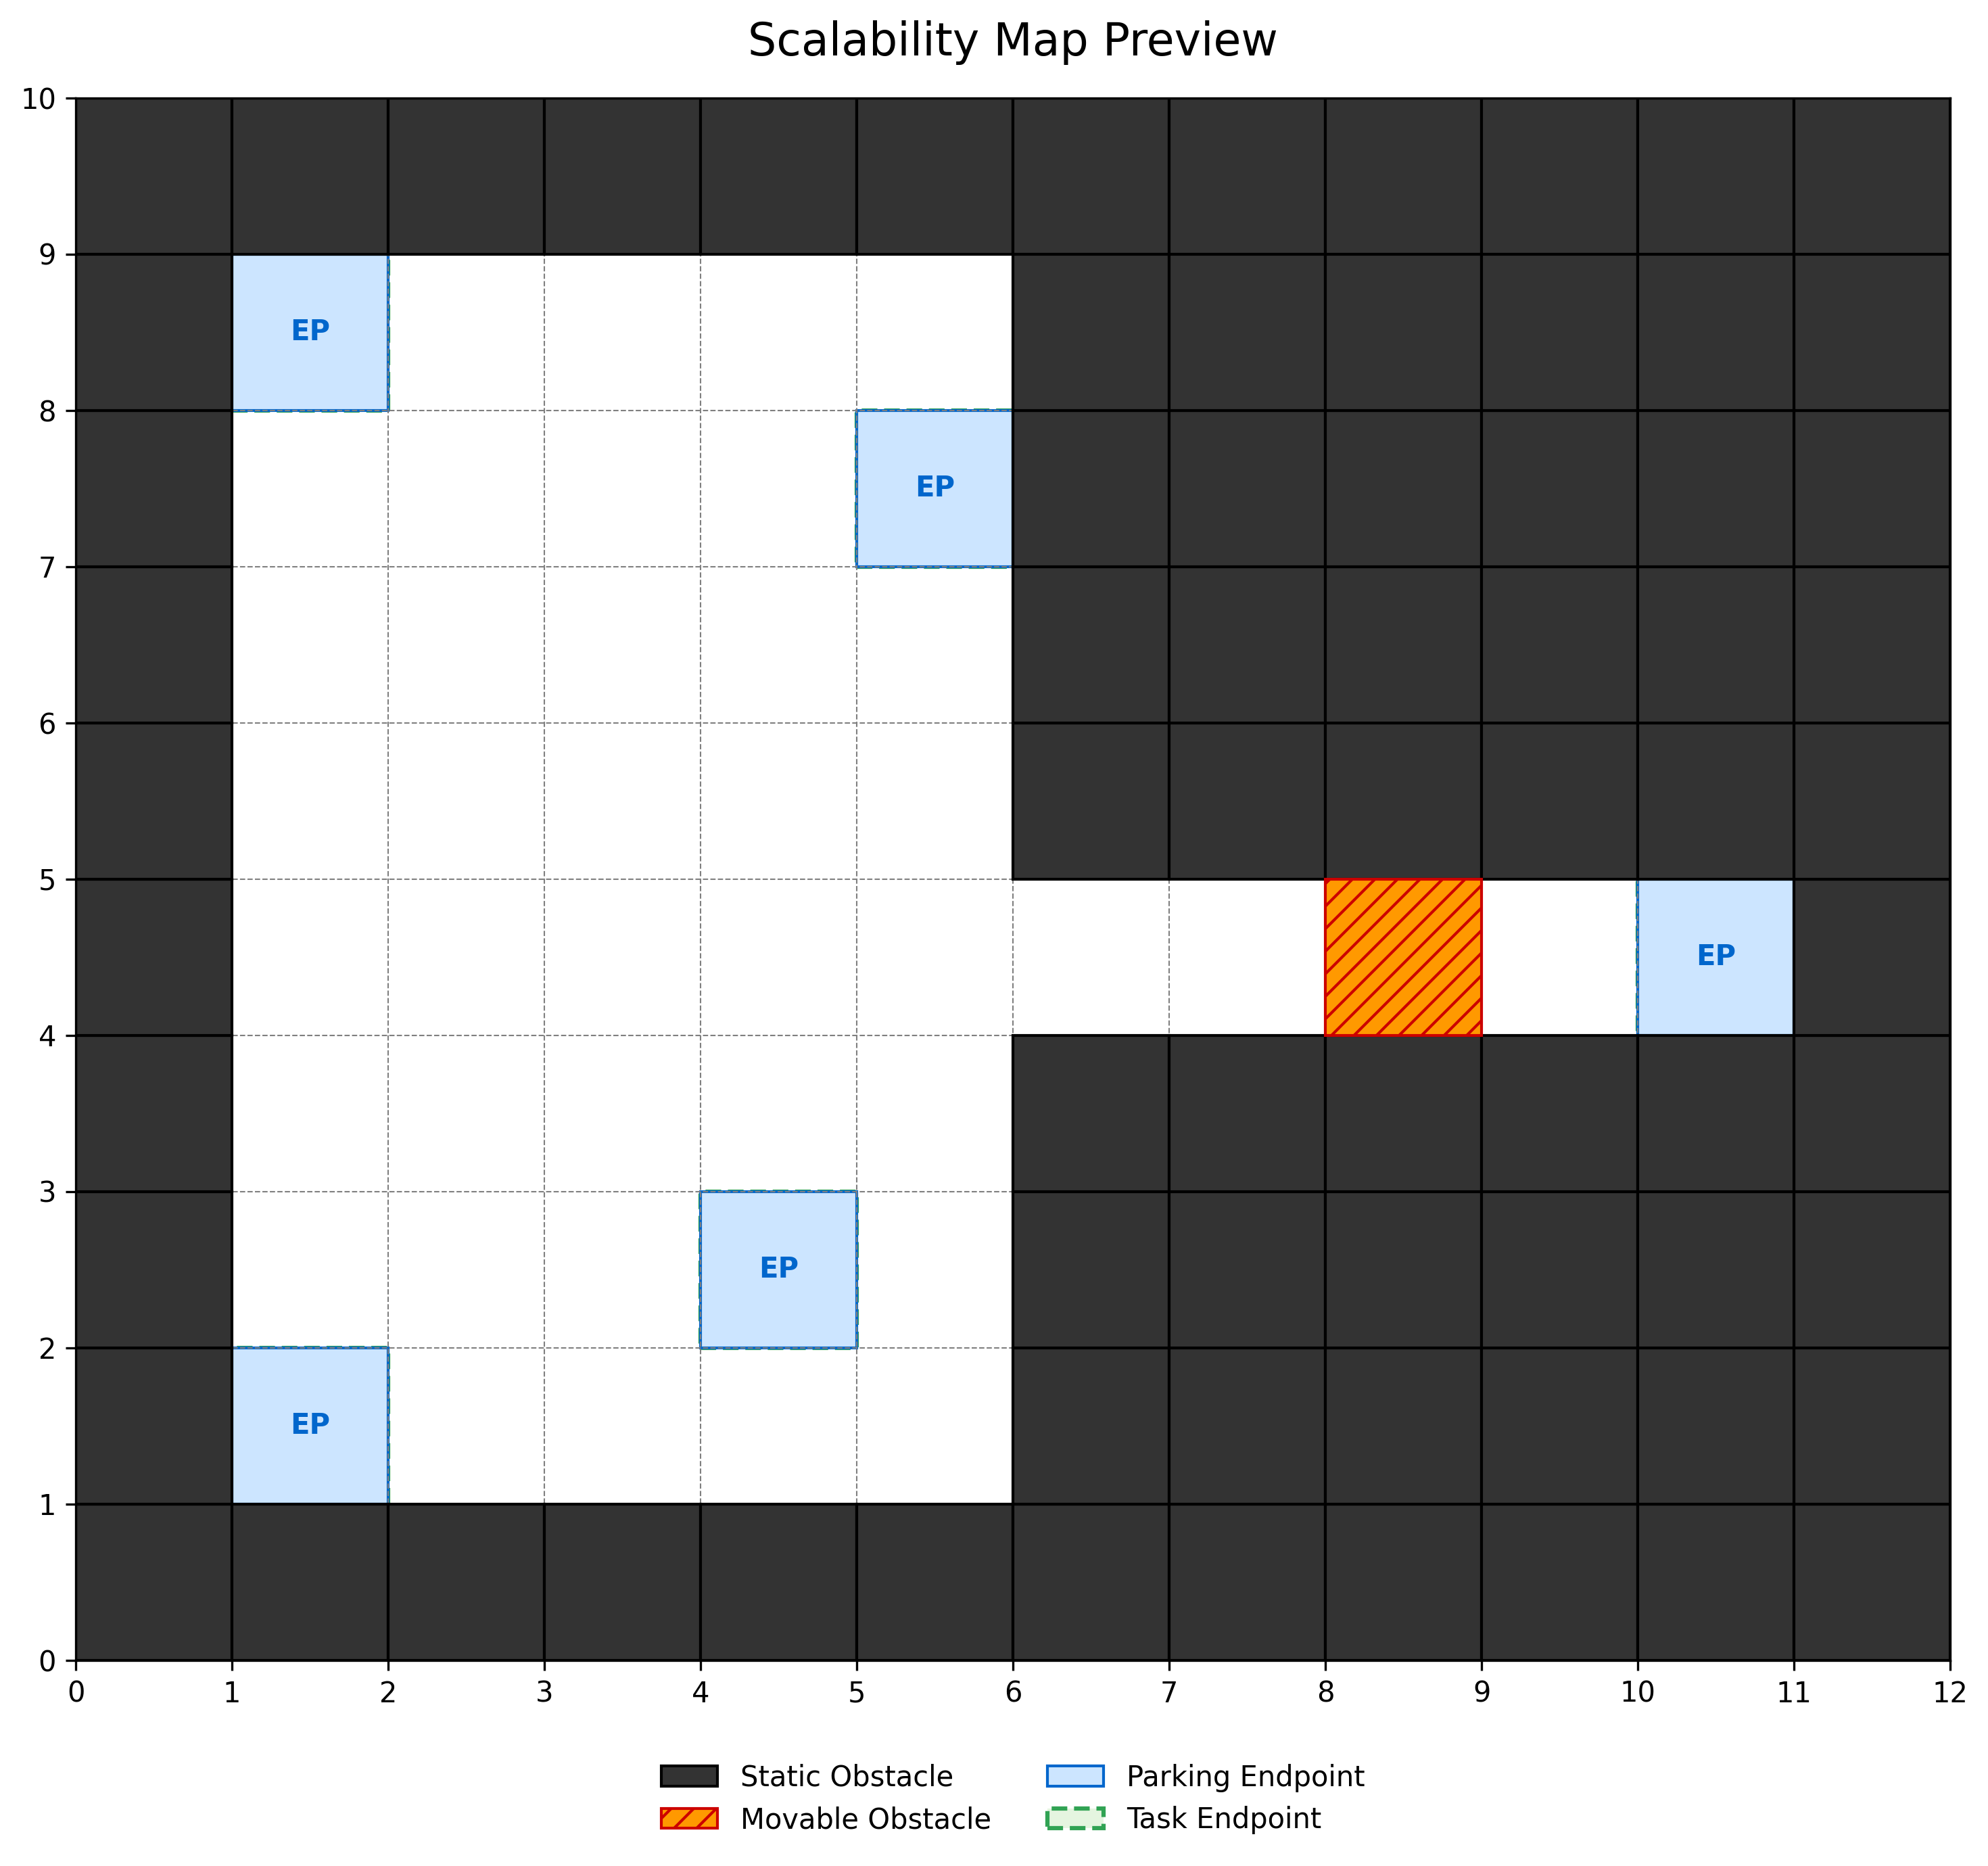 Scalability Map Preview
10
9
EP
8
EP
7
6
5
EP
4
3
EP
2
EP
1
0
0 1 2 3 4 5 6 7 8 9 10 11 12
Static Obstacle Parking Endpoint
Movable Obstacle Task Endpoint